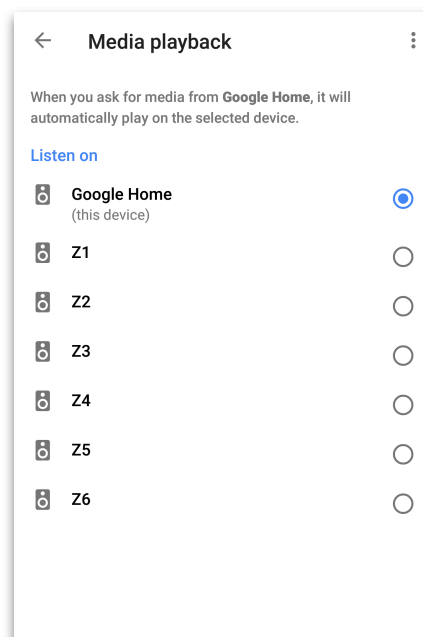 Media playback
When you ask for media from Google Home, it will
automatically play on the selected device.
Listen on
Google Home
(this device)
Z1
Z2
Z3
Z4
Z5
Z6